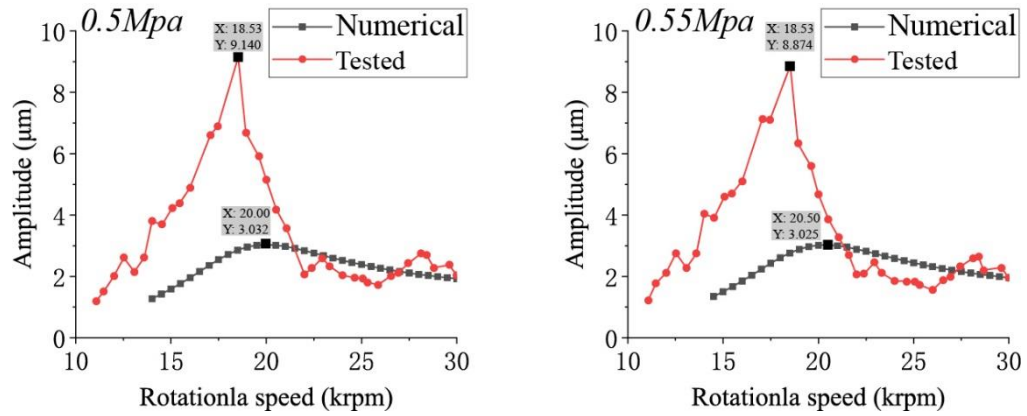 0.5Mpa
X: 18.53
Y: 9.140
Numerical
Tested
X: 20.00
Y: 3.032
Amplitude (μm)
10
8
6
4
2
0
10 15 20 25 30
Rotationla speed (krpm)
0.55Mpa
X: 18.53
Y: 8.874
Numerical
Tested
X: 20.50
Y: 3.025
Amplitude (μm)
10
8
6
4
2
0
10 15 20 25 30
Rotationla speed (krpm)